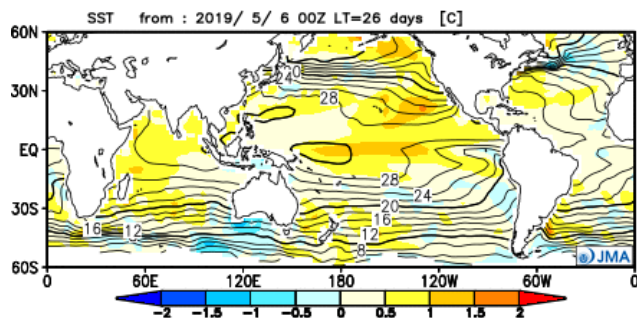 SST from : 2019/ 5/ 6 00Z LT=26 days [C]
60N
30N
EQ
30S
60S
20
24
28
28
24
20
16
12
8
16
12
JMA
0 60E 120E 180 120W 60W 0
-2 -1.5 -1 -0.5 0 0.5 1 1.5 2